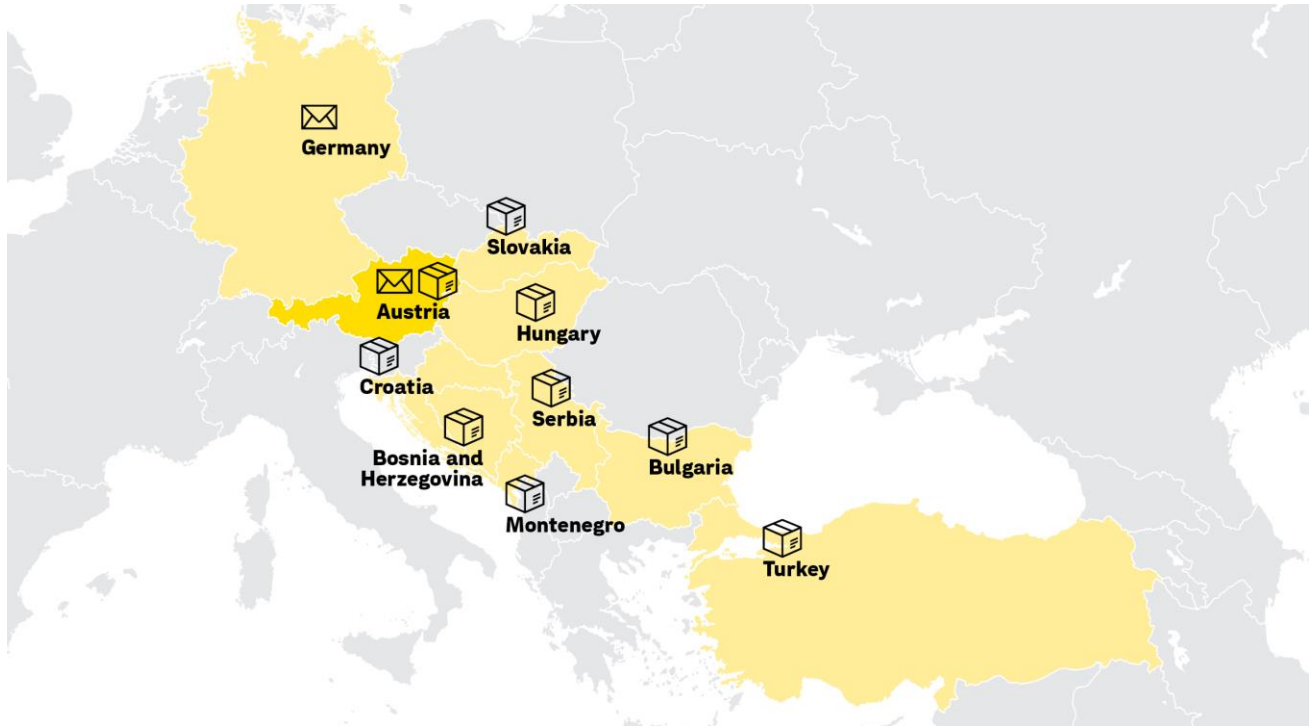 Germany
Slovakia
Austria
Hungary
Croatia
Serbia
Bosnia and
Herzegovina
Bulgaria
Montenegro
Turkey